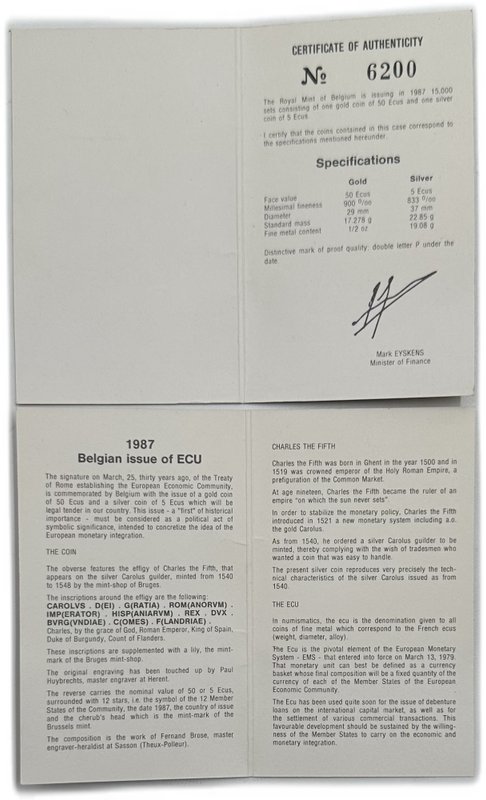 CERTIFICATE OF AUTHENTICITY
№ 6200
The Royal Mint of Belgium is issuing in 1987 15,000
sets consisting of one gold coin of 50 Ecus and one silver
coin of 5 Ecus
I certify that the coins contained in this case correspond to
the specifications mentioned hereunder.
Specifications
Gold Silver
Face value 50 Ecus 5 Ecus
Millesimal fineness 900 º/oo 833 º/oo
Diameter 29 mm 37 mm
Standard mass 17.278 g 22.85 g
Fine metal content 1/2 oz 19.08 g
Distinctive mark of proof quality: double letter P under the
date
Mark EYSKENS
Minister of Finance
1987
Belgian issue of ECU
The signature on March, 25, thirty years ago, of the Treaty
of Rome establishing the European Economic Community,
is commemorated by Belgium with the issue of a gold coin
of 50 Ecus and a silver coin of 5 Ecus which will be
legal tender in our country. This issue - a "first" of historical
importance - must be considered as a political act of
symbolic significance, intended to concretize the idea of the
European monetary integration.
THE COIN
The obverse features the effigy of Charles the Fifth, that
appears on the silver Carolus guilder, minted from 1540
to 1548 by the mint-shop of Bruges.
The inscriptions around the effigy are the following:
CAROLVS . D(EI) . G(RATIA) . ROM(ANORVM) .
IMP(ERATOR) . HISP(ANIARVM) . REX . DVX .
BVRG(VNDIAE) . C(OMES) . F(LANDRIAE) .
Charles, by the grace of God, Roman Emperor, King of Spain,
Duke of Burgundy, Count of Flanders.
These inscriptions are supplemented with a lily, the mint-
mark of the Bruges mint-shop.
The original engraving has been touched up by Paul
Huybrechts, master engraver at Herent.
The reverse carries the nominal value of 50 or 5 Ecus,
surrounded with 12 stars, i.e. the symbol of the 12 Member
States of the Community, the date 1987, the country of issue
and the cherub's head which is the mint-mark of the
Brussels mint.
The composition is the work of Fernand Brose, master
engraver-heraldist at Sasson (Theux-Polleur).
CHARLES THE FIFTH
Charles the Fifth was born in Ghent in the year 1500 and in
1519 was crowned emperor of the Holy Roman Empire, a
prefiguration of the Common Market.
At age nineteen, Charles the Fifth became the ruler of an
empire "on which the sun never sets".
In order to stabilize the monetary policy, Charles the Fifth
introduced in 1521 a new monetary system including a.o.
the gold Carolus.
As from 1540, he ordered a silver Carolus guilder to be
minted, thereby complying with the wish of tradesmen who
wanted a coin that was easy to handle.
The present silver coin reproduces very precisely the tech-
nical characteristics of the silver Carolus issued as from
1540.
THE ECU
In numismatics, the ecu is the denomination given to all
coins of fine metal which correspond to the French ecus
(weight, diameter, alloy).
The Ecu is the pivotal element of the European Monetary
System - EMS - that entered into force on March 13, 1979.
That monetary unit can best be defined as a currency
basket whose final composition will be a fixed quantity of the
currency of each of the Member States of the European
Economic Community.
The Ecu has been used quite soon for the issue of debenture
loans on the international capital market, as well as for
the settlement of various commercial transactions. This
favourable development should be sustained by the willing-
ness of the Member States to carry on the economic and
monetary integration.